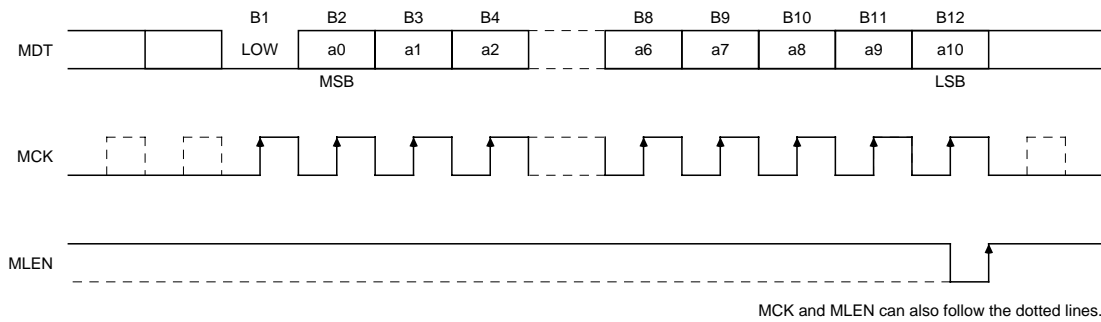 B1 B2 B3 B4 B8 B9 B10 B11 B12
MDT LOW a0 a1 a2 a6 a7 a8 a9 a10
MSB LSB
MCK
MLEN
MCK and MLEN can also follow the dotted lines.